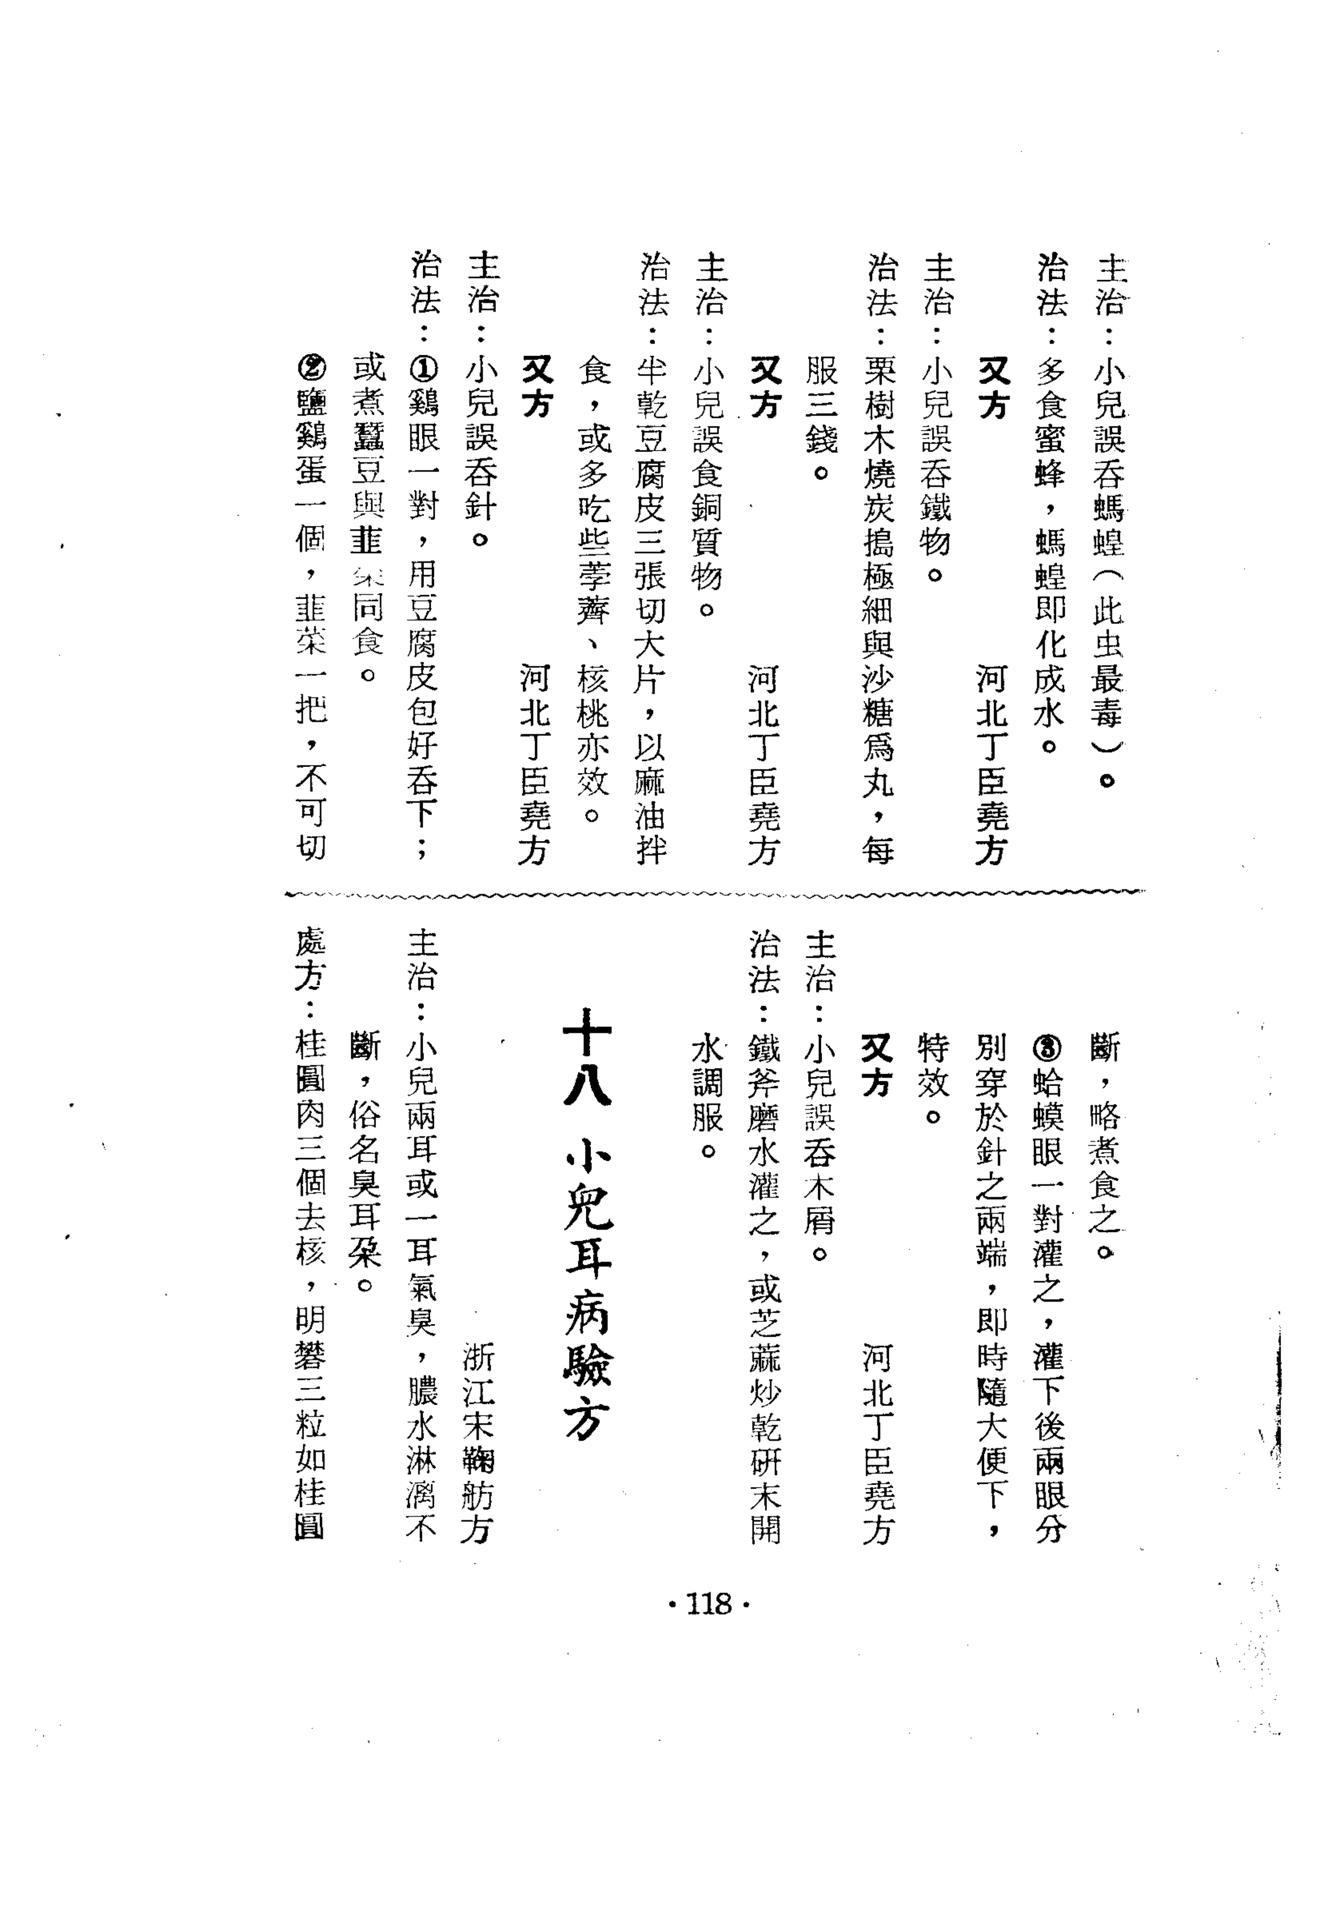 主治：小兒誤吞螞蝗（此虫最毒）。
治法：多食蜜蜂，螞蝗即化成水。
又方　河北丁臣堯方
主治：小兒誤吞鐵物。
治法：栗樹木燒炭搗極細與沙糖爲丸，每
服三錢。
又方　河北丁臣堯方
主治：小兒誤食銅質物。
治法：半乾豆腐皮三張切大片，以麻油拌
食，或多吃些荸薺、核桃亦效。
又方　河北丁臣堯方
主治：小兒誤吞針。
治法：①鷄眼一對，用豆腐皮包好吞下；
或煮蠶豆與韮菜同食。
②鹽鷄蛋一個，韮菜一把，不可切
斷，略煮食之。
③蛤蟆眼一對灌之，灌下後兩眼分
別穿於針之兩端，即時隨大便下，
特效。
又方　河北丁臣堯方
主治：小兒誤吞木屑。
治法：鐵斧磨水灌之，或芝蔴炒乾研末開
水調服。
十八 小兒耳病驗方
浙江宋鞠舫方
主治：小兒兩耳或一耳氣臭，膿水淋漓不
斷，俗名臭耳朶。
處方：桂圓肉三個去核，明礬三粒如桂圓
·118·